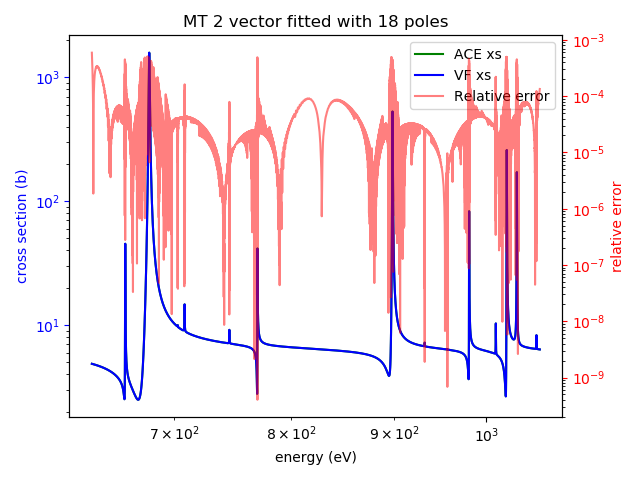 MT 2 vector fitted with 18 poles
ACE xs
VF xs
Relative error
cross section (b)
10³
10²
10¹
relative error
10⁻³
10⁻⁴
10⁻⁵
10⁻⁶
10⁻⁷
10⁻⁸
10⁻⁹
7 × 10² 8 × 10² 9 × 10² 10³
energy (eV)